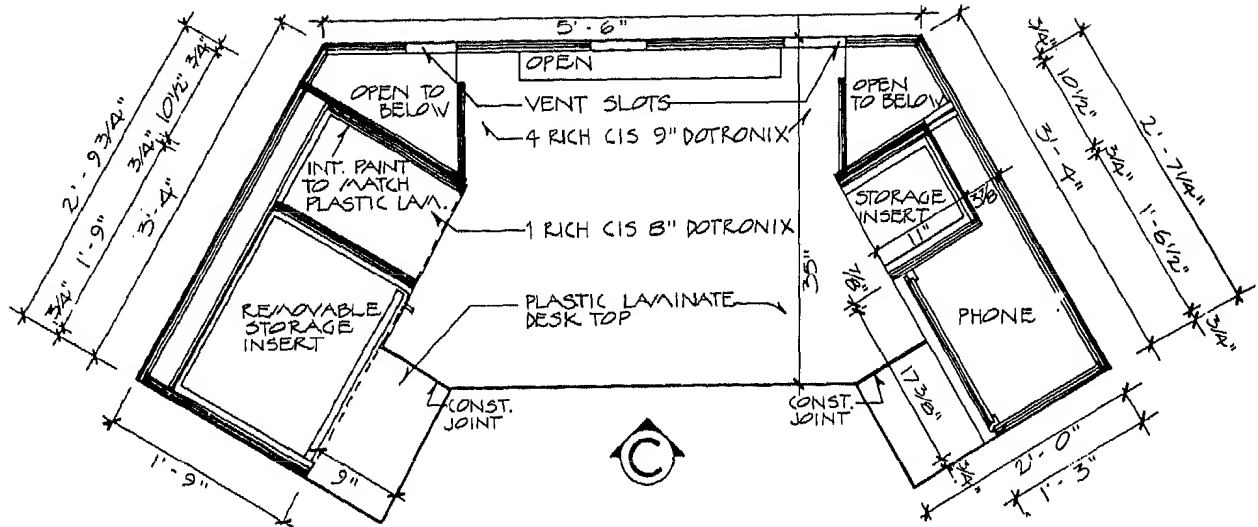 5'-6"
OPEN
OPEN TO
BELOW
VENT SLOTS
OPEN
TO BELOW
4 RICH CIS 9" DOTRONIX
INT. PAINT
TO MATCH
PLASTIC LAM.
1 RICH CIS 8" DOTRONIX
STORAGE
INSERT
REMOVABLE
STORAGE
INSERT
PLASTIC LAMINATE
DESK TOP
PHONE
CONST.
JOINT
CONST.
JOINT
C
2'-9 3/4"
3/4"
10 1/2"
3/4"
1'-9"
3/4"
3'-4"
1'-9"
9"
35"
11"
17 3/8"
3/4"
2'-0"
1'-3"
3'-4"
3/4"
10 1/2"
3/4"
1'-6 1/2"
3/4"
2'-7 1/4"